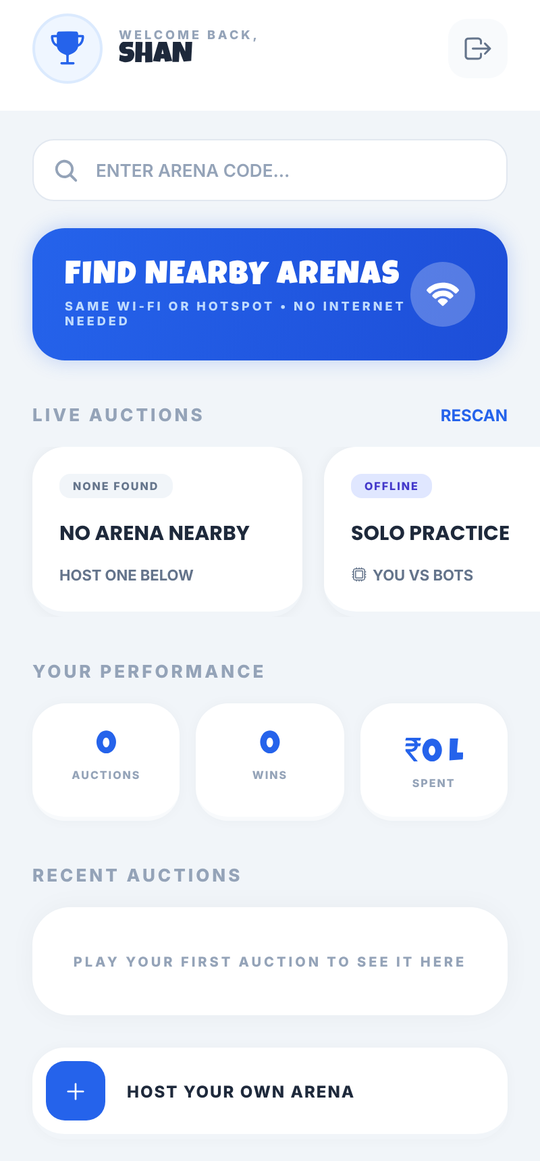 WELCOME BACK,
SHAN
ENTER ARENA CODE...
FIND NEARBY ARENAS
SAME WI-FI OR HOTSPOT • NO INTERNET
NEEDED
LIVE AUCTIONS
RESCAN
NONE FOUND
NO ARENA NEARBY
HOST ONE BELOW
OFFLINE
SOLO PRACTICE
YOU VS BOTS
YOUR PERFORMANCE
0
AUCTIONS
0
WINS
₹0 L
SPENT
RECENT AUCTIONS
PLAY YOUR FIRST AUCTION TO SEE IT HERE
HOST YOUR OWN ARENA